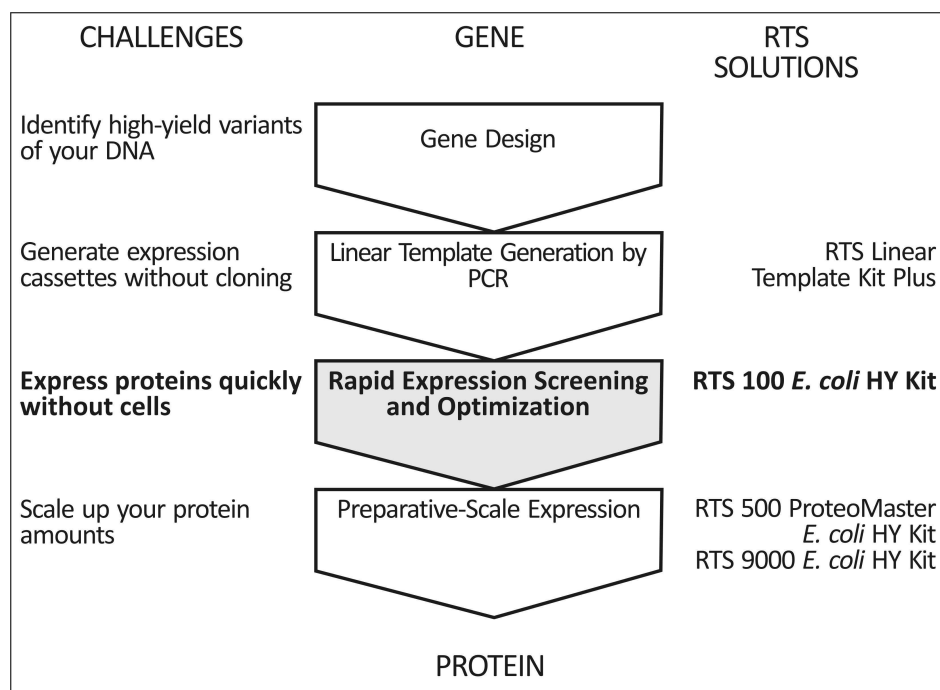 CHALLENGES
GENE
RTS
SOLUTIONS
Identify high-yield variants
of your DNA
Gene Design
Generate expression
cassettes without cloning
Linear Template Generation by
PCR
RTS Linear
Template Kit Plus
Express proteins quickly
without cells
Rapid Expression Screening
and Optimization
RTS 100 E. coli HY Kit
Scale up your protein
amounts
Preparative-Scale Expression
RTS 500 ProteoMaster
E. coli HY Kit
RTS 9000 E. coli HY Kit
PROTEIN